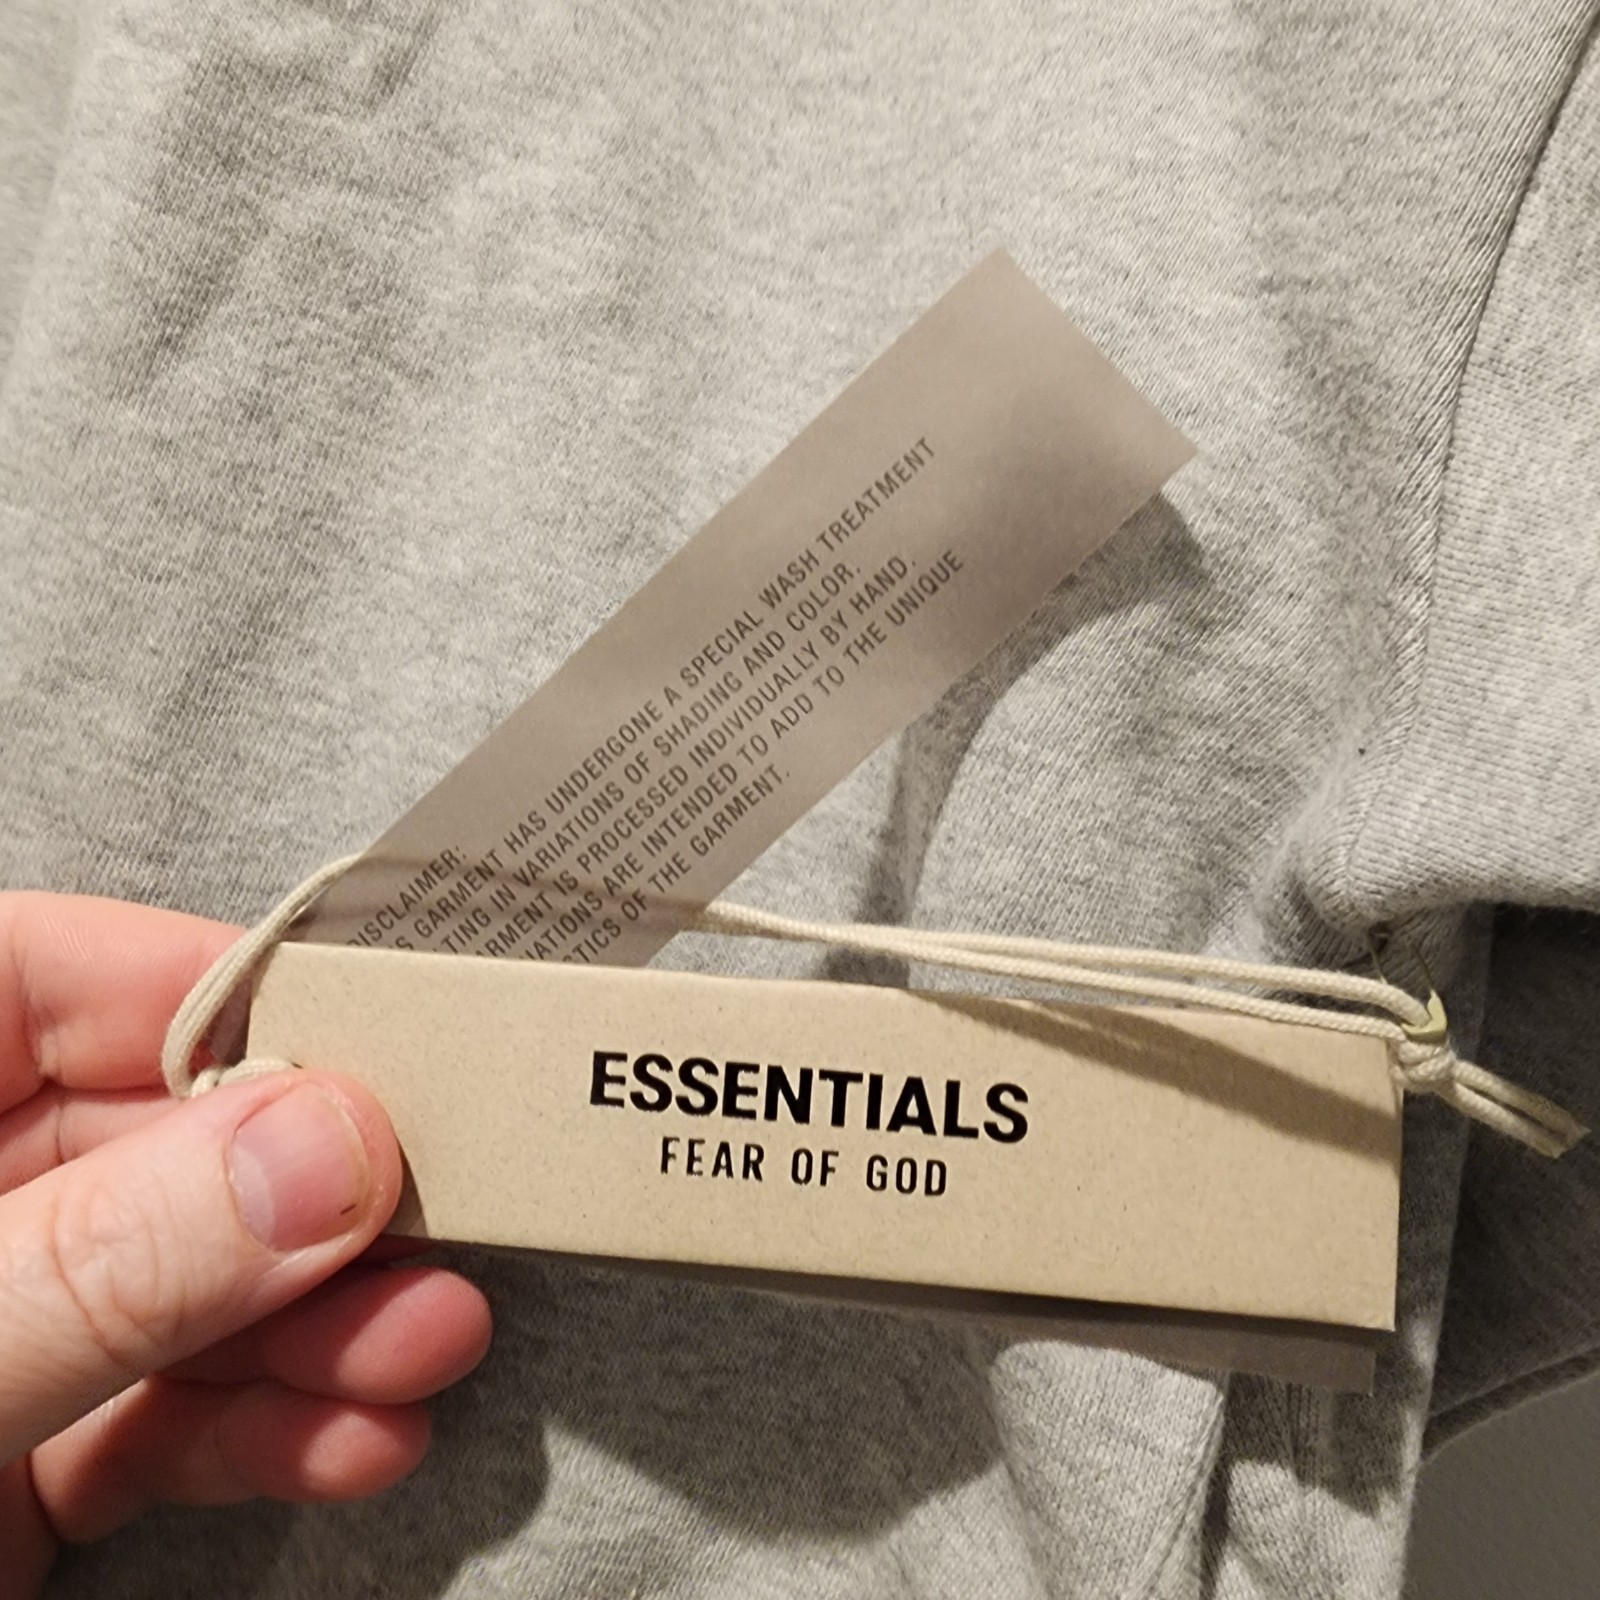 DISCLAIMER:
GARMENT HAS UNDERGONE A SPECIAL WASH TREATMENT
IN VARIATIONS OF SHADING AND COLOR.
IS PROCESSED INDIVIDUALLY BY HAND.
ARE INTENDED TO ADD TO THE UNIQUE
OF THE GARMENT.
ESSENTIALS
FEAR OF GOD